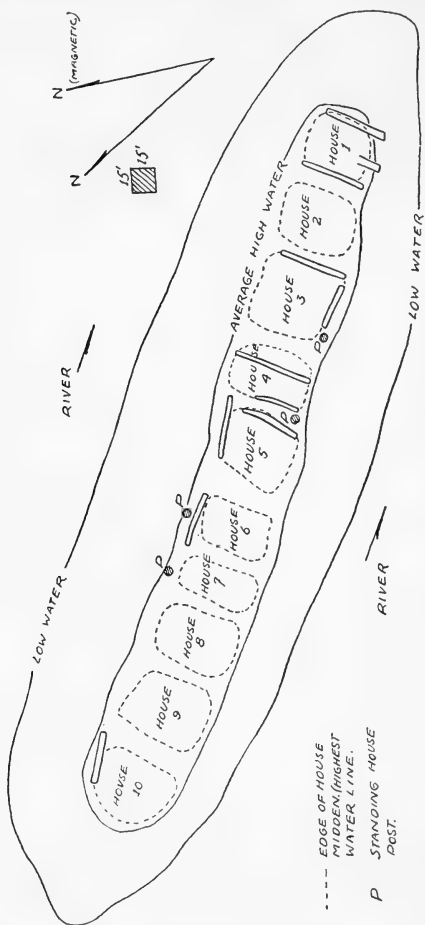 N
N
(MAGNETIC)
15'
15'
RIVER
LOW WATER
AVERAGE HIGH WATER
HOUSE
1
HOUSE
2
HOUSE
3
HOUSE
4
HOUSE
5
HOUSE
6
HOUSE
7
HOUSE
8
HOUSE
9
HOUSE
10
P
P
P
P
LOW WATER
RIVER
---- EDGE OF HOUSE
MIDDEN.(HIGHEST
WATER LINE.
P STANDING HOUSE
POST.